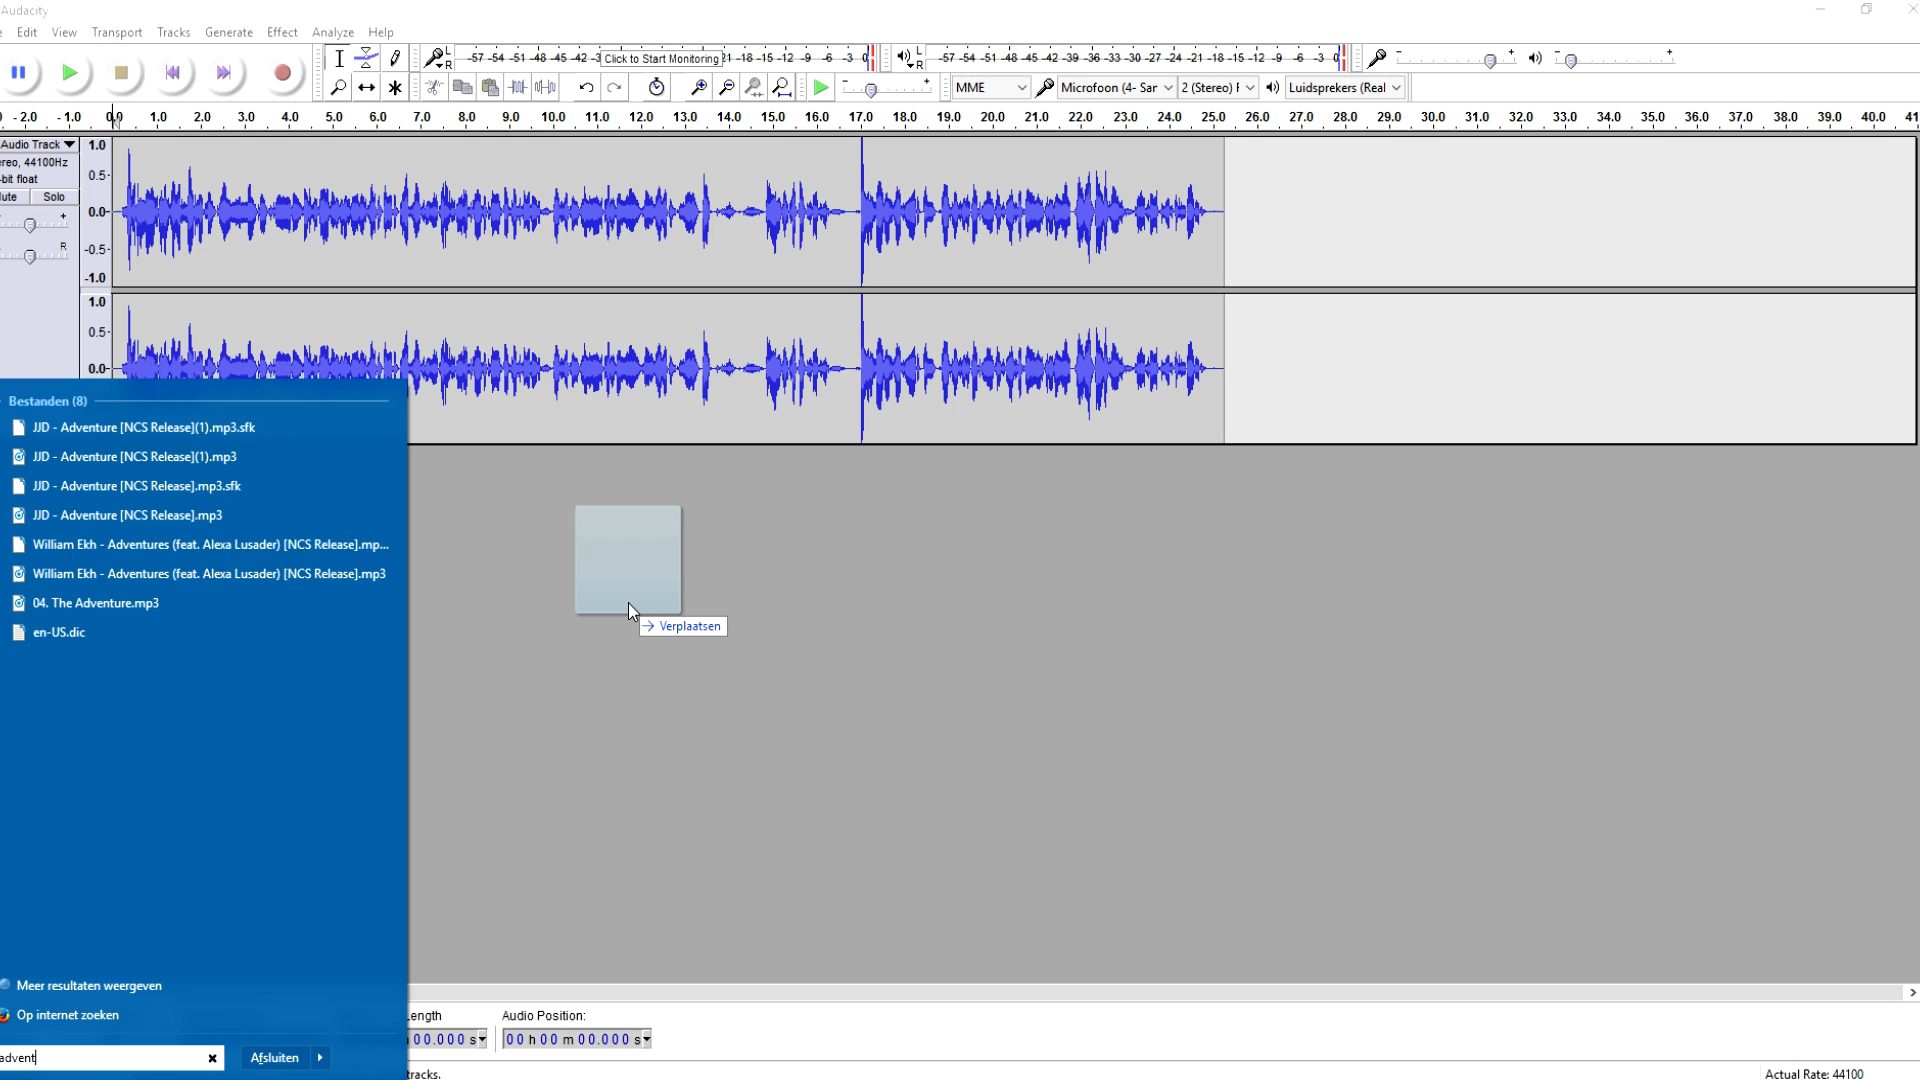 Audacity
Edit View Transport Tracks Generate Effect Analyze Help
L R -57 -54 -51 -48 -45 -42 -3 Click to Start Monitoring 21 -18 -15 -12 -9 -6 -3 0 L R -57 -54 -51 -48 -45 -42 -39 -36 -33 -30 -27 -24 -21 -18 -15 -12 -9 -6 -3 0 - + - +
- + MME Microfoon (4- Sar 2 (Stereo) Luidsprekers (Real
- 2.0 - 1.0 0.0 1.0 2.0 3.0 4.0 5.0 6.0 7.0 8.0 9.0 10.0 11.0 12.0 13.0 14.0 15.0 16.0 17.0 18.0 19.0 20.0 21.0 22.0 23.0 24.0 25.0 26.0 27.0 28.0 29.0 30.0 31.0 32.0 33.0 34.0 35.0 36.0 37.0 38.0 39.0 40.0 41
Audio Track 1.0
ereo, 44100Hz
0.5
-bit float
lute Solo
0.0
- +
R
-0.5
-1.0
1.0
0.5
0.0
Bestanden (8)
JJD - Adventure [NCS Release](1).mp3.sfk
JJD - Adventure [NCS Release](1).mp3
JJD - Adventure [NCS Release].mp3.sfk
JJD - Adventure [NCS Release].mp3
William Ekh - Adventures (feat. Alexa Lusader) [NCS Release].mp...
William Ekh - Adventures (feat. Alexa Lusader) [NCS Release].mp3
04. The Adventure.mp3
en-US.dic
Verplaatsen
Meer resultaten weergeven
Op internet zoeken
ength Audio Position:
00.000 s 00 h 00 m 00.000 s
advent Afsluiten
tracks. Actual Rate: 44100